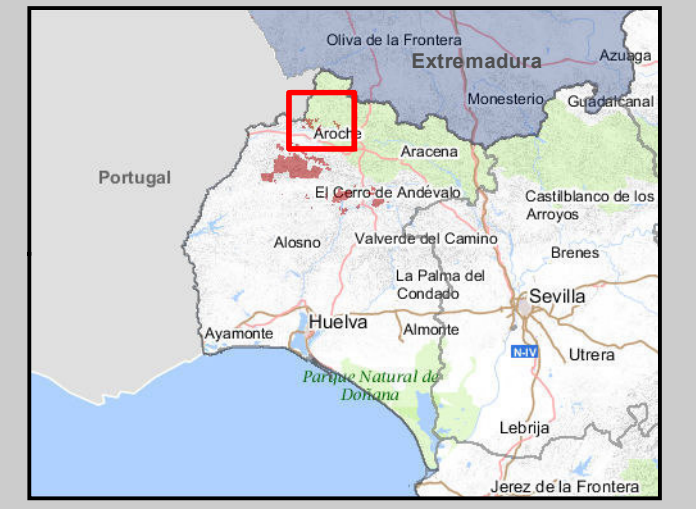 Oliva de la Frontera
Extremadura
Azuaga
Monesterio
Guadalcanal
Aroche
Aracena
Portugal
El Cerro de Andévalo
Castilblanco de los
Arroyos
Alosno
Valverde del Camino
Brenes
La Palma del
Condado
Sevilla
Huelva
Ayamonte
Almonte
N-IV
Utrera
Parque Natural de
Doñana
Lebrija
Jerez de la Frontera